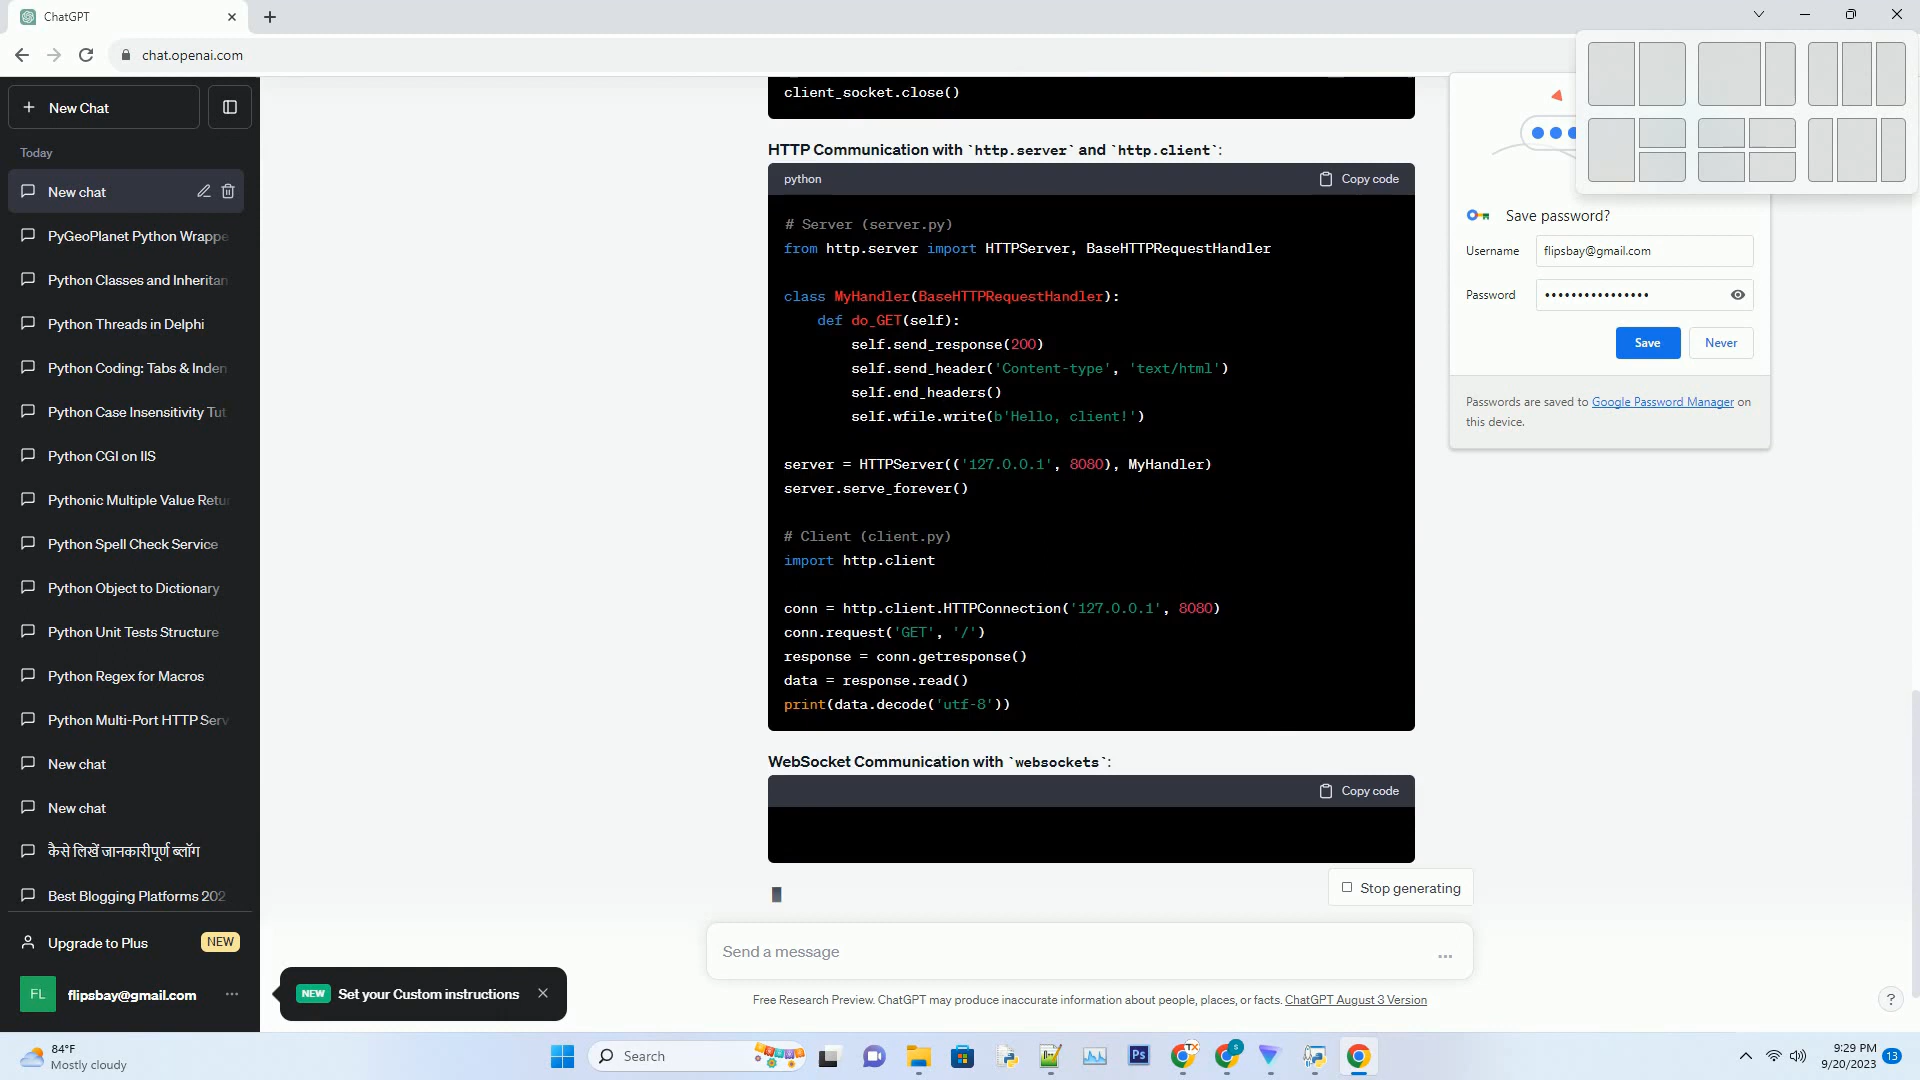 ChatGPT
chat.openai.com
New Chat
Today
New chat
PyGeoPlanet Python Wrappe
Python Classes and Inheritan
Python Threads in Delphi
Python Coding: Tabs & Inden
Python Case Insensitivity Tut
Python CGI on IIS
Pythonic Multiple Value Retu
Python Spell Check Service
Python Object to Dictionary
Python Unit Tests Structure
Python Regex for Macros
Python Multi-Port HTTP Serv
New chat
New chat
कैसे लिखें जानकारीपूर्ण ब्लॉग
Best Blogging Platforms 202
Upgrade to Plus NEW
FL flipsbay@gmail.com
client_socket.close()
HTTP Communication with `http.server` and `http.client`:
python Copy code
# Server (server.py)
from http.server import HTTPServer, BaseHTTPRequestHandler
class MyHandler(BaseHTTPRequestHandler):
def do_GET(self):
self.send_response(200)
self.send_header('Content-type', 'text/html')
self.end_headers()
self.wfile.write(b'Hello, client!')
server = HTTPServer(('127.0.0.1', 8080), MyHandler)
server.serve_forever()
# Client (client.py)
import http.client
conn = http.client.HTTPConnection('127.0.0.1', 8080)
conn.request('GET', '/')
response = conn.getresponse()
data = response.read()
print(data.decode('utf-8'))
WebSocket Communication with `websockets`:
Copy code
Stop generating
Send a message
NEW Set your Custom instructions
Free Research Preview. ChatGPT may produce inaccurate information about people, places, or facts. ChatGPT August 3 Version
?
Save password?
Username flipsbay@gmail.com
Password ••••••••••••••••
Save Never
Passwords are saved to Google Password Manager on
this device.
84°F
Mostly cloudy
Search
Ps
TX
S
9:29 PM
9/20/2023
13